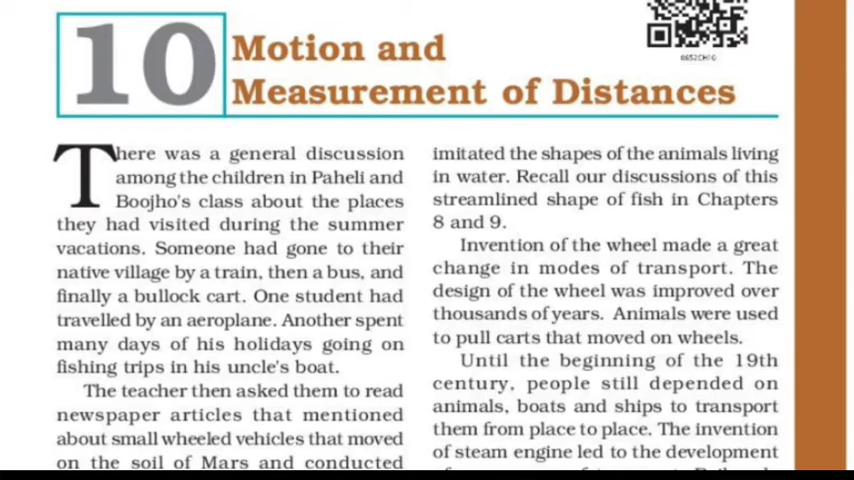 10
Motion and
Measurement of Distances
0652CH10
There was a general discussion
among the children in Paheli and
Boojho's class about the places
they had visited during the summer
vacations. Someone had gone to their
native village by a train, then a bus, and
finally a bullock cart. One student had
travelled by an aeroplane. Another spent
many days of his holidays going on
fishing trips in his uncle's boat.
The teacher then asked them to read
newspaper articles that mentioned
about small wheeled vehicles that moved
on the soil of Mars and conducted
imitated the shapes of the animals living
in water. Recall our discussions of this
streamlined shape of fish in Chapters
8 and 9.
Invention of the wheel made a great
change in modes of transport. The
design of the wheel was improved over
thousands of years. Animals were used
to pull carts that moved on wheels.
Until the beginning of the 19th
century, people still depended on
animals, boats and ships to transport
them from place to place. The invention
of steam engine led to the development